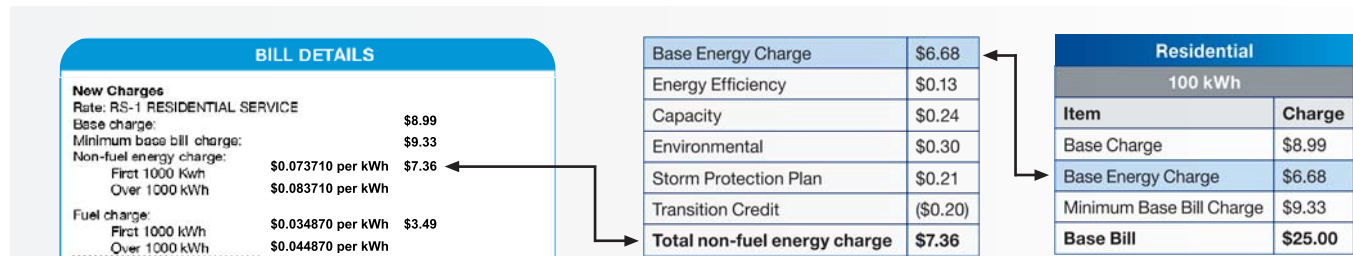 BILL DETAILS
New Charges
Rate: RS-1 RESIDENTIAL SERVICE
Base charge: $8.99
Minimum base bill charge: $9.33
Non-fuel energy charge:
First 1000 Kwh $0.073710 per kWh $7.36
Over 1000 kWh $0.083710 per kWh
Fuel charge:
First 1000 kWh $0.034870 per kWh $3.49
Over 1000 kWh $0.044870 per kWh
Base Energy Charge $6.68
Energy Efficiency $0.13
Capacity $0.24
Environmental $0.30
Storm Protection Plan $0.21
Transition Credit ($0.20)
Total non-fuel energy charge $7.36
Residential
100 kWh
Item Charge
Base Charge $8.99
Base Energy Charge $6.68
Minimum Base Bill Charge $9.33
Base Bill $25.00